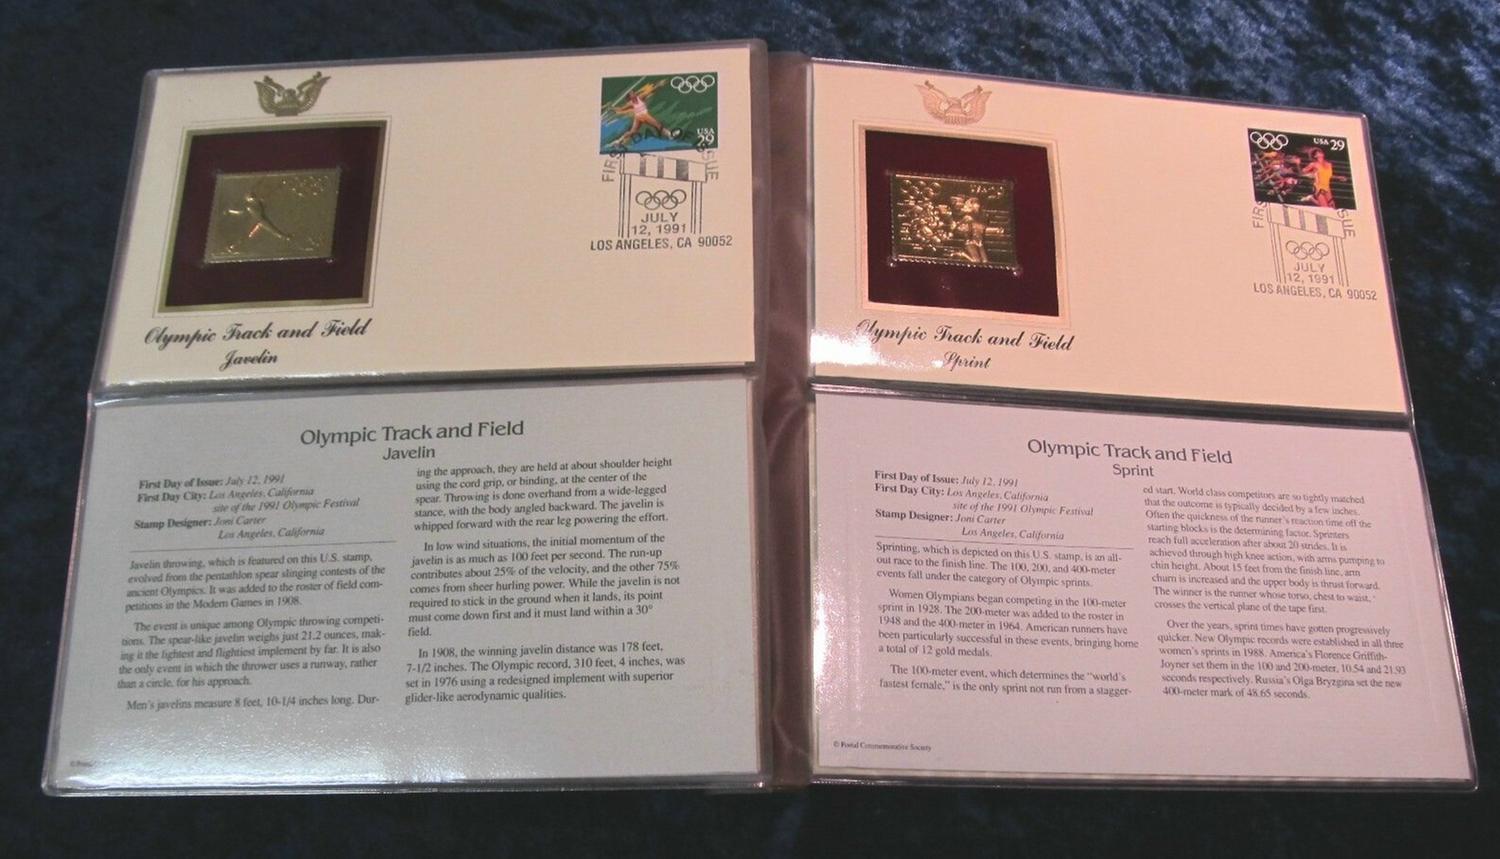 USA
29
FIRST DAY OF ISSUE
JULY
12, 1991
LOS ANGELES, CA 90052
Olympic Track and Field
Javelin
USA 29
JULY
12, 1991
LOS ANGELES, CA 90052
Olympic Track and Field
Sprint
Olympic Track and Field
Javelin
First Day of Issue: July 12, 1991
First Day City: Los Angeles, California
site of the 1991 Olympic Festival
Stamp Designer: Joni Carter
Los Angeles, California
Javelin throwing, which is featured on this U.S. stamp,
evolved from the pentathlon spear slinging contests of the
ancient Olympics. It was added to the roster of field com-
petitions in the Modern Games in 1908.
The event is unique among Olympic throwing competi-
tions. The spear-like javelin weighs just 21.2 ounces, mak-
ing it the lightest and flightiest implement by far. It is also
the only event in which the thrower uses a runway, rather
than a circle, for his approach.
Men's javelins measure 8 feet, 10-1/4 inches long. Dur-
ing the approach, they are held at about shoulder height
using the cord grip, or binding, at the center of the
spear. Throwing is done overhand from a wide-legged
stance, with the body angled backward. The javelin is
whipped forward with the rear leg powering the effort.
In low wind situations, the initial momentum of the
javelin is as much as 100 feet per second. The run-up
contributes about 25% of the velocity, and the other 75%
comes from sheer hurling power. While the javelin is not
required to stick in the ground when it lands, its point
must come down first and it must land within a 30°
field.
In 1908, the winning javelin distance was 178 feet,
7-1/2 inches. The Olympic record, 310 feet, 4 inches, was
set in 1976 using a redesigned implement with superior
glider-like aerodynamic qualities.
Olympic Track and Field
Sprint
First Day of Issue: July 12, 1991
First Day City: Los Angeles, California
site of the 1991 Olympic Festival
Stamp Designer: Joni Carter
Los Angeles, California
Sprinting, which is depicted on this U.S. stamp, is an all-
out race to the finish line. The 100, 200, and 400-meter
events fall under the category of Olympic sprints.
Women Olympians began competing in the 100-meter
sprint in 1928. The 200-meter was added to the roster in
1948 and the 400-meter in 1964. American runners have
been particularly successful in these events, bringing home
a total of 12 gold medals.
The 100-meter event, which determines the "world's
fastest female," is the only sprint not run from a stagger-
ed start. World class competitors are so tightly matched
that the outcome is typically decided by a few inches.
Often the quickness of the runner's reaction time off the
starting blocks is the determining factor. Sprinters
reach full acceleration after about 20 strides. It is
achieved through high knee action, with arms pumping to
chin height. About 15 feet from the finish line, arm
churn is increased and the upper body is thrust forward.
The winner is the runner whose torso, chest to waist,
crosses the vertical plane of the tape first.
Over the years, sprint times have gotten progressively
quicker. New Olympic records were established in all three
women's sprints in 1988. America's Florence Griffith-
Joyner set them in the 100 and 200-meter, 10.54 and 21.93
seconds respectively. Russia's Olga Bryzgina set the new
400-meter mark of 48.65 seconds.
© Postal Commemorative Society